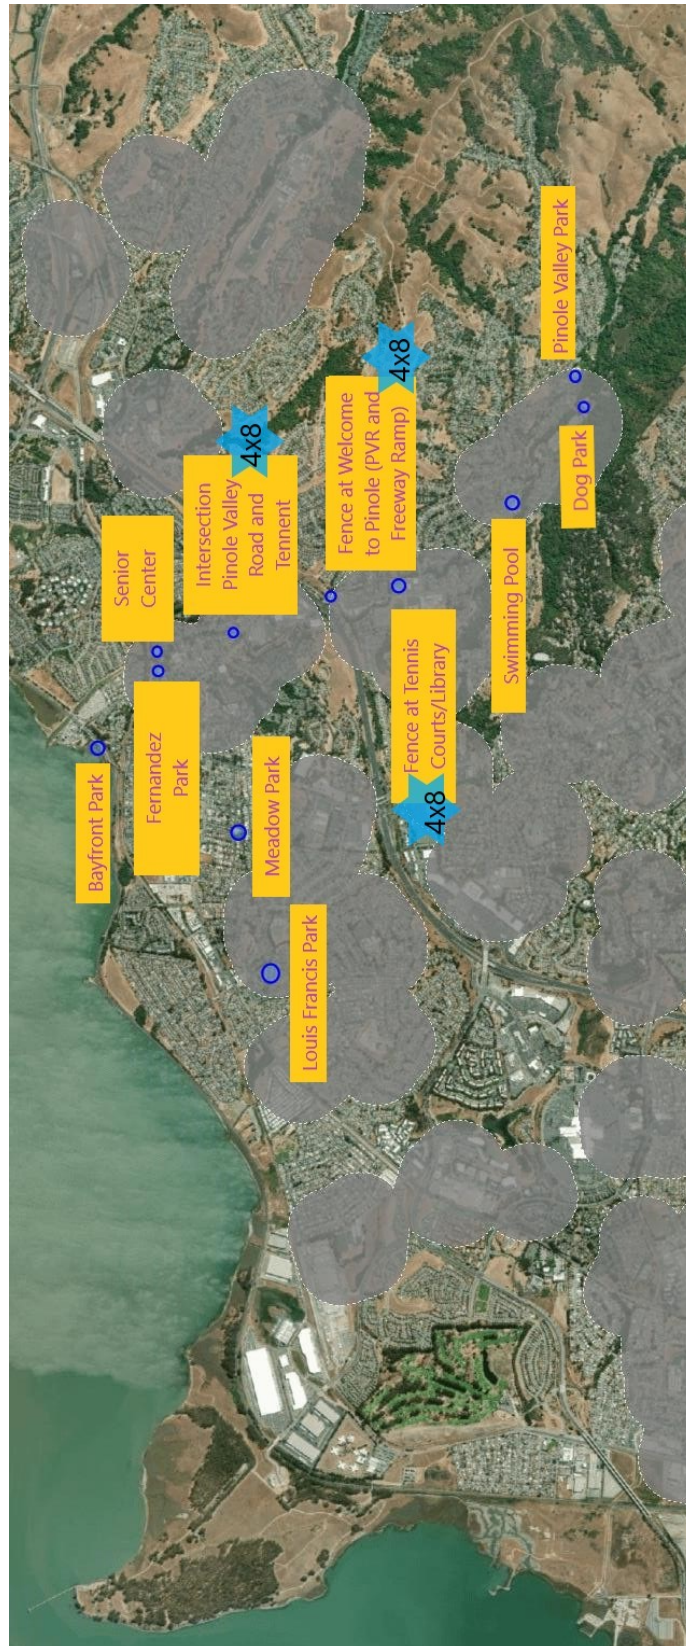 Bayfront Park
Fernandez
Park
Senior
Center
Meadow Park
Louis Francis Park
Intersection
Pinole Valley
Road and
Tennent
4x8
Fence at Welcome
to Pinole (PVR and
Freeway Ramp)
4x8
Fence at Tennis
Courts/Library
4x8
Swimming Pool
Dog Park
Pinole Valley Park